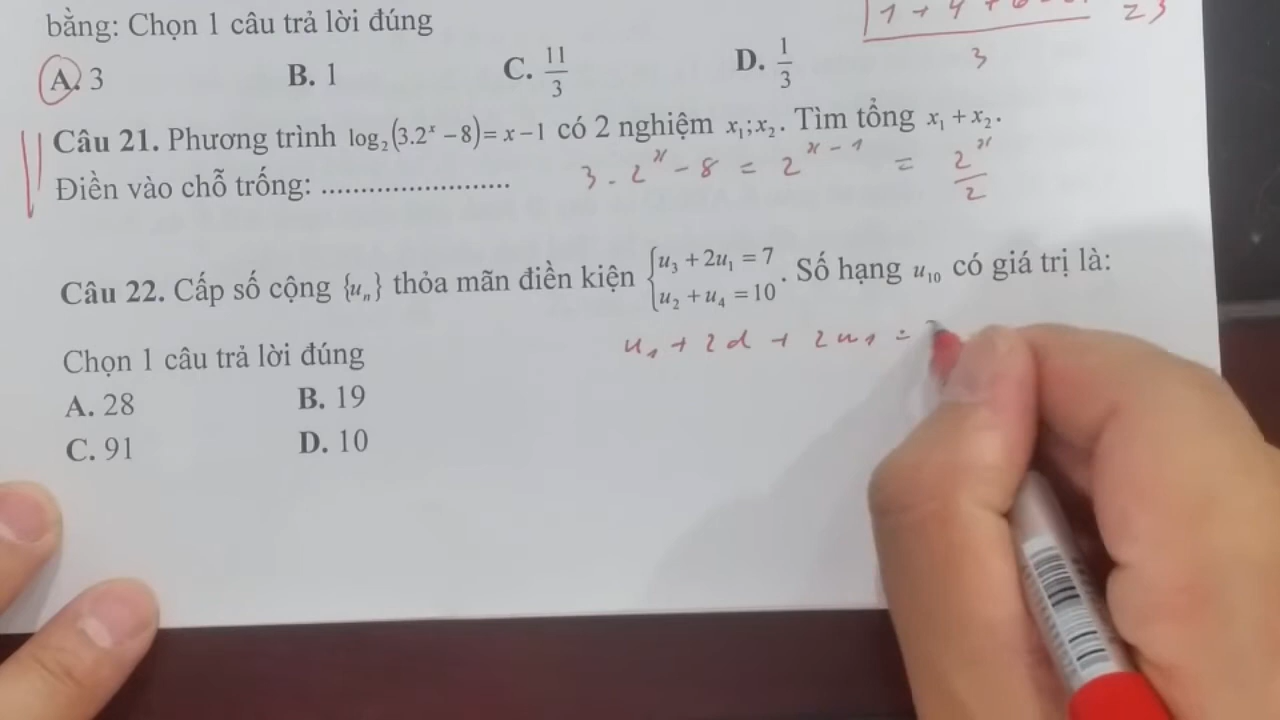 bằng: Chọn 1 câu trả lời đúng
A. 3 B. 1 C. 11/3 D. 1/3
3
Câu 21. Phương trình log₂(3.2ˣ − 8) = x − 1 có 2 nghiệm x₁; x₂. Tìm tổng x₁ + x₂.
3 . 2ˣ − 8 = 2ˣ⁻¹ = 2ˣ/2
Điền vào chỗ trống: ..........................
Câu 22. Cấp số cộng {uₙ} thỏa mãn điền kiện {u₃ + 2u₁ = 7
u₂ + u₄ = 10. Số hạng u₁₀ có giá trị là:
u₁ + 2d + 2u₁ =
Chọn 1 câu trả lời đúng
A. 28 B. 19
C. 91 D. 10